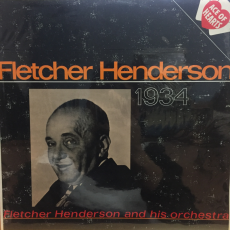 ACE OF
HEARTS
Fletcher Henderson
1934
Fletcher Henderson and his orchestra